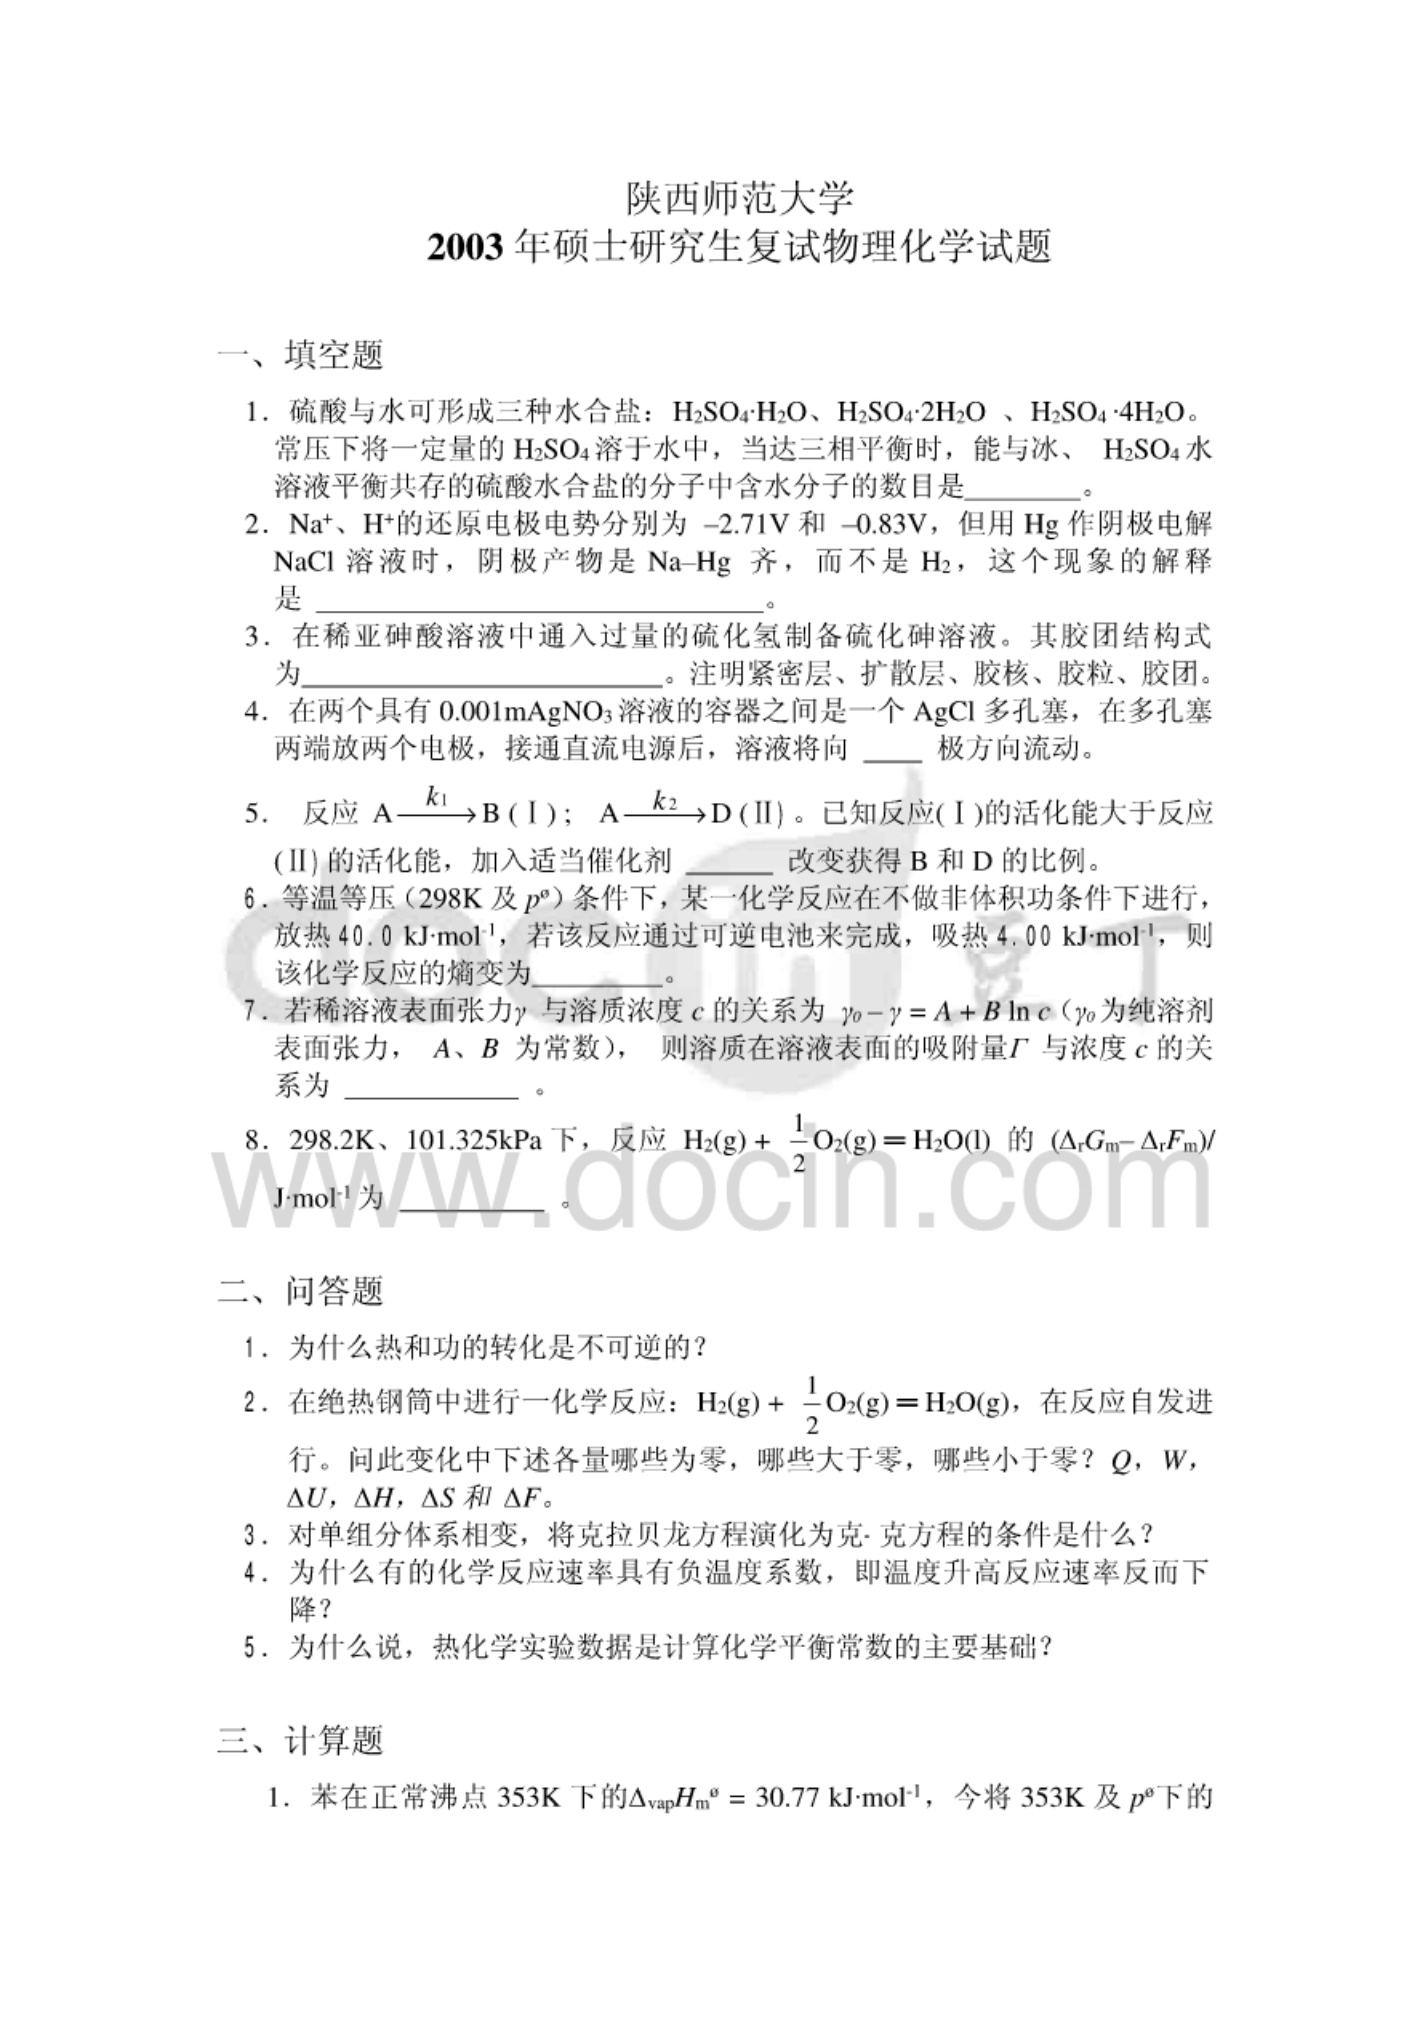 陕西师范大学
2003 年硕士研究生复试物理化学试题
一、填空题
1．硫酸与水可形成三种水合盐：H₂SO₄·H₂O、H₂SO₄·2H₂O 、H₂SO₄ ·4H₂O。
常压下将一定量的 H₂SO₄ 溶于水中，当达三相平衡时，能与冰、 H₂SO₄ 水
溶液平衡共存的硫酸水合盐的分子中含水分子的数目是________。
2．Na⁺、H⁺的还原电极电势分别为 –2.71V 和 –0.83V，但用 Hg 作阴极电解
NaCl 溶液时，阴极产物是 Na–Hg 齐，而不是 H₂，这个现象的解释
是 ______________________________。
3．在稀亚砷酸溶液中通入过量的硫化氢制备硫化砷溶液。其胶团结构式
为________________________。注明紧密层、扩散层、胶核、胶粒、胶团。
4．在两个具有 0.001mAgNO₃ 溶液的容器之间是一个 AgCl 多孔塞，在多孔塞
两端放两个电极，接通直流电源后，溶液将向 ____ 极方向流动。
5． 反应 A —k₁→ B (Ⅰ)； A —k₂→ D (Ⅱ) 。已知反应(Ⅰ)的活化能大于反应
(Ⅱ) 的活化能，加入适当催化剂 ______ 改变获得 B 和 D 的比例。
6．等温等压（298K 及 pᶱ）条件下，某一化学反应在不做非体积功条件下进行，
放热 40.0 kJ·mol⁻¹，若该反应通过可逆电池来完成，吸热 4.00 kJ·mol⁻¹，则
该化学反应的熵变为_________。
7．若稀溶液表面张力γ 与溶质浓度 c 的关系为 γ₀ – γ = A + B ln c（γ₀ 为纯溶剂
表面张力， A、B 为常数）， 则溶质在溶液表面的吸附量Γ 与浓度 c 的关
系为 ____________ 。
8．298.2K、101.325kPa 下，反应 H₂(g) + 1/2 O₂(g) = H₂O(l) 的 (ΔᵣGₘ– ΔᵣFₘ)/
J·mol⁻¹ 为 __________ 。
二、问答题
1．为什么热和功的转化是不可逆的？
2．在绝热钢筒中进行一化学反应：H₂(g) + 1/2 O₂(g) = H₂O(g)，在反应自发进
行。问此变化中下述各量哪些为零，哪些大于零，哪些小于零？Q，W，
ΔU，ΔH，ΔS 和 ΔF。
3．对单组分体系相变，将克拉贝龙方程演化为克- 克方程的条件是什么？
4．为什么有的化学反应速率具有负温度系数，即温度升高反应速率反而下
降？
5．为什么说，热化学实验数据是计算化学平衡常数的主要基础？
三、计算题
1．苯在正常沸点 353K 下的ΔvapHₘᶱ = 30.77 kJ·mol⁻¹，今将 353K 及 pᶱ下的
docin 豆丁
www.docin.com